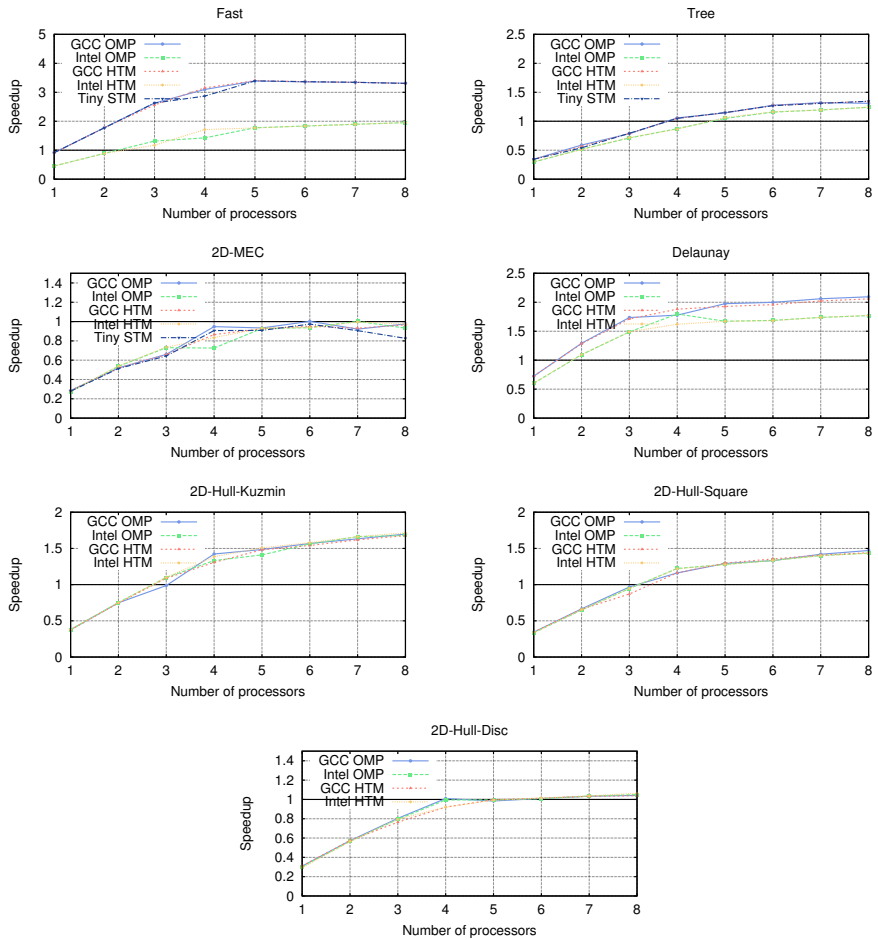 Fast
5
4
3
2
1
0
Speedup
GCC OMP
Intel OMP
GCC HTM
Intel HTM
Tiny STM
1 2 3 4 5 6 7 8
Number of processors
Tree
2.5
2
1.5
1
0.5
0
Speedup
GCC OMP
Intel OMP
GCC HTM
Intel HTM
Tiny STM
1 2 3 4 5 6 7 8
Number of processors
2D-MEC
1.4
1.2
1
0.8
0.6
0.4
0.2
0
Speedup
GCC OMP
Intel OMP
GCC HTM
Intel HTM
Tiny STM
1 2 3 4 5 6 7 8
Number of processors
Delaunay
2.5
2
1.5
1
0.5
0
Speedup
GCC OMP
Intel OMP
GCC HTM
Intel HTM
1 2 3 4 5 6 7 8
Number of processors
2D-Hull-Kuzmin
2
1.5
1
0.5
0
Speedup
GCC OMP
Intel OMP
GCC HTM
Intel HTM
1 2 3 4 5 6 7 8
Number of processors
2D-Hull-Square
2
1.5
1
0.5
0
Speedup
GCC OMP
Intel OMP
GCC HTM
Intel HTM
1 2 3 4 5 6 7 8
Number of processors
2D-Hull-Disc
1.4
1.2
1
0.8
0.6
0.4
0.2
0
Speedup
GCC OMP
Intel OMP
GCC HTM
Intel HTM
1 2 3 4 5 6 7 8
Number of processors